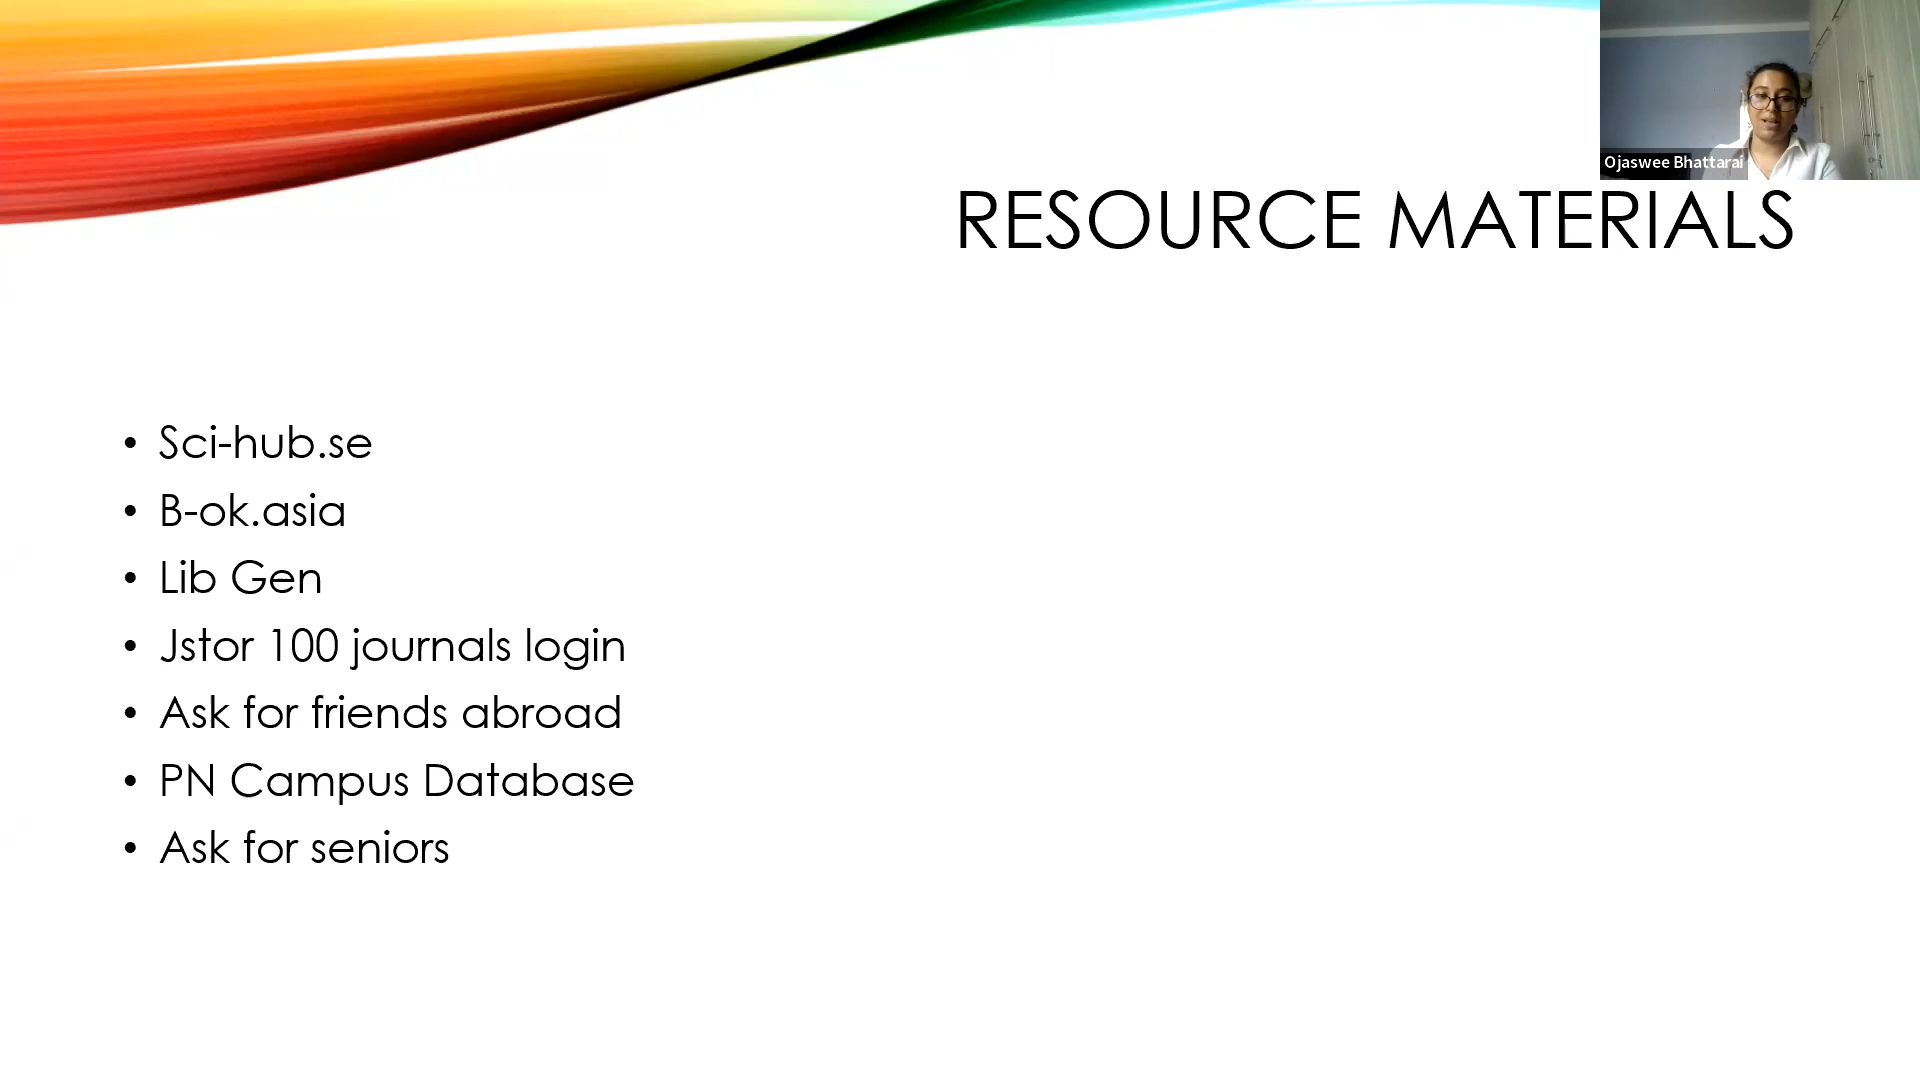 Ojaswee Bhattarai
RESOURCE MATERIALS
• Sci-hub.se
• B-ok.asia
• Lib Gen
• Jstor 100 journals login
• Ask for friends abroad
• PN Campus Database
• Ask for seniors